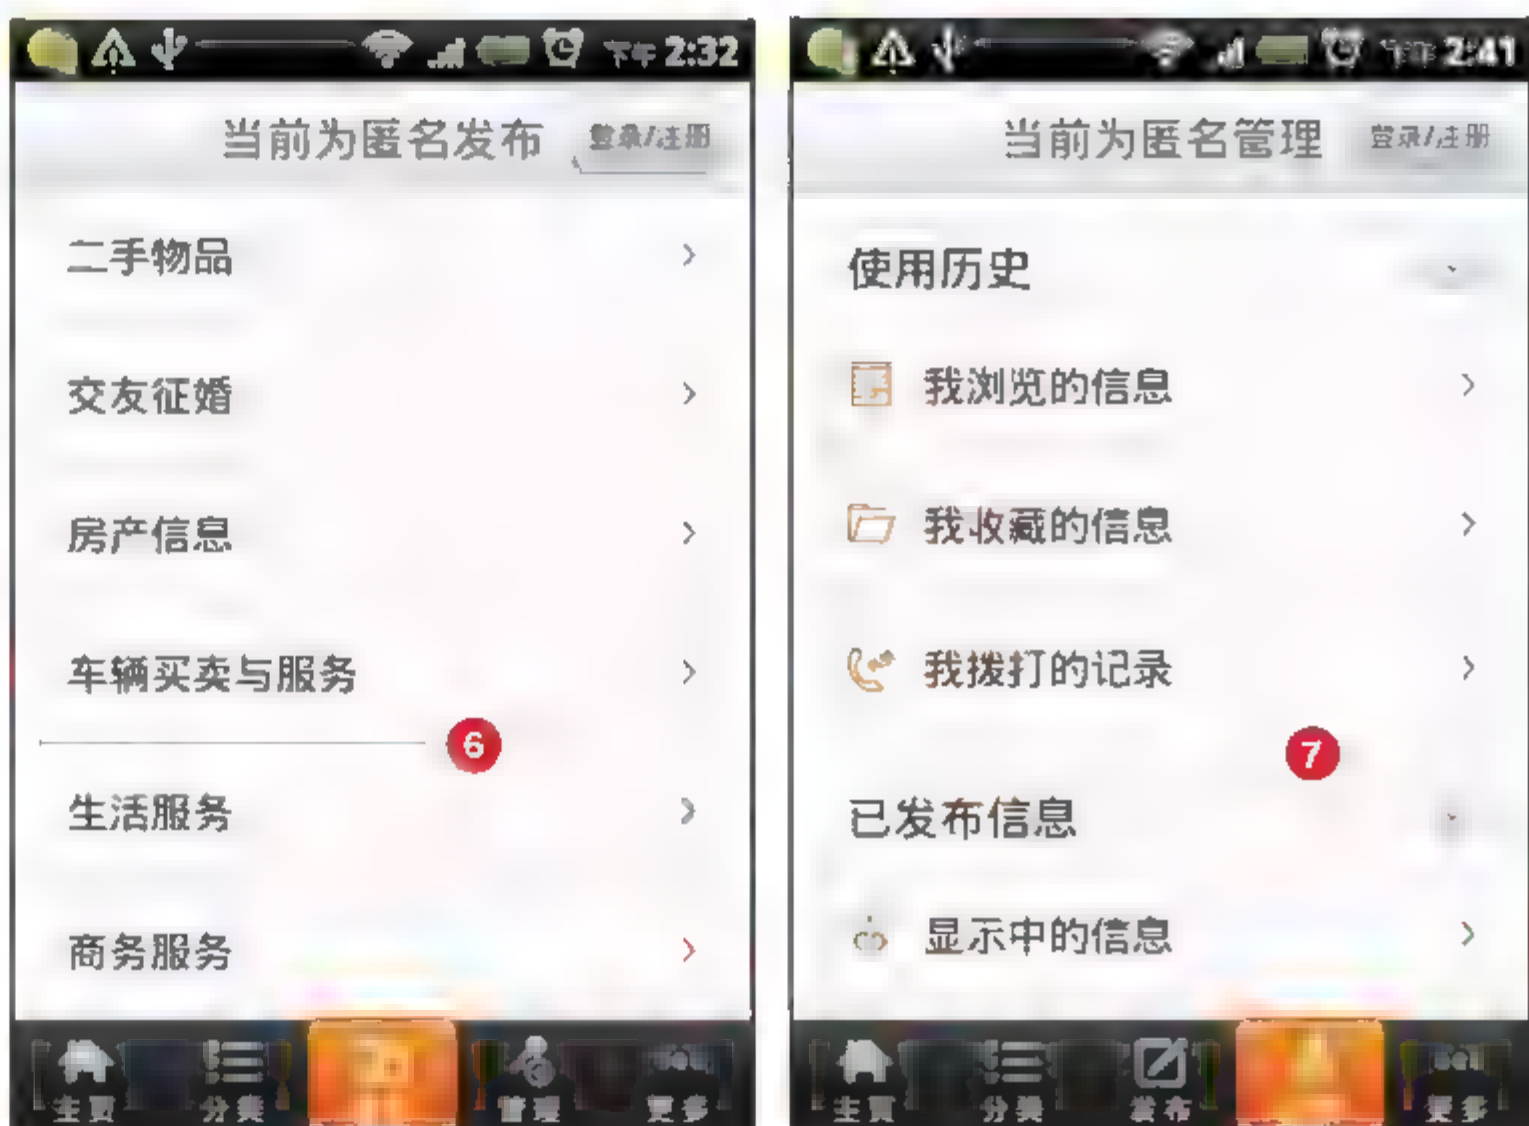 下午 2:32
当前为匿名发布 登录/注册
二手物品
交友征婚
房产信息
车辆买卖与服务
6
生活服务
商务服务
主页 分类 管理 更多
2:41
当前为匿名管理 登录/注册
使用历史
我浏览的信息
我收藏的信息
我拨打的记录
7
已发布信息
显示中的信息
主页 分类 发布 更多